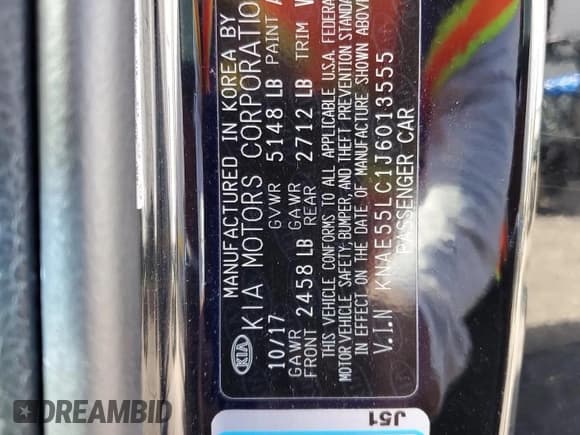 KIA
MANUFACTURED IN KOREA BY
KIA MOTORS CORPORATION
10/17 GVWR 5148 LB PAINT
GAWR GAWR
FRONT 2458 LB REAR 2712 LB TRIM
THIS VEHICLE CONFORMS TO ALL APPLICABLE U.S.A. FEDERAL
MOTOR VEHICLE SAFETY, BUMPER, AND THEFT PREVENTION
IN EFFECT ON THE DATE OF MANUFACTURE SHOWN ABOVE
V.I.N KNAE55LC1J6013555
PASSENGER CAR
J51
DREAMBID